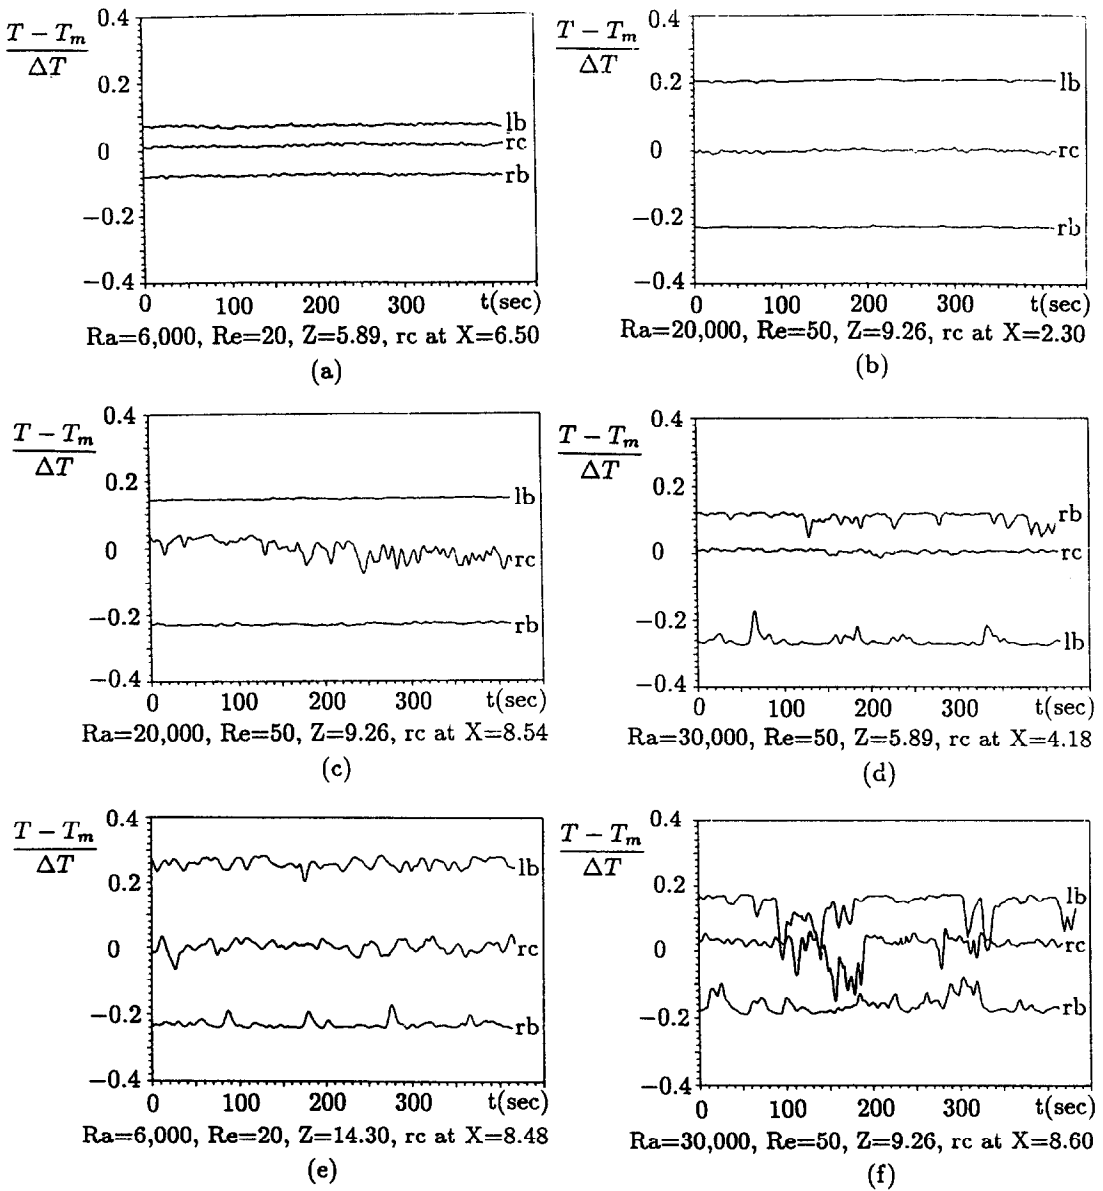 T − Tm
ΔT
0.4
0.2
0
−0.2
−0.4
lb
rc
rb
0 100 200 300 t(sec)
Ra=6,000, Re=20, Z=5.89, rc at X=6.50
(a)
T − Tm
ΔT
0.4
0.2
0
−0.2
−0.4
lb
rc
rb
0 100 200 300 t(sec)
Ra=20,000, Re=50, Z=9.26, rc at X=2.30
(b)
T − Tm
ΔT
0.4
0.2
0
−0.2
−0.4
lb
rc
rb
0 100 200 300 t(sec)
Ra=20,000, Re=50, Z=9.26, rc at X=8.54
(c)
T − Tm
ΔT
0.4
0.2
0
−0.2
−0.4
rb
rc
lb
0 100 200 300 t(sec)
Ra=30,000, Re=50, Z=5.89, rc at X=4.18
(d)
T − Tm
ΔT
0.4
0.2
0
−0.2
−0.4
lb
rc
rb
0 100 200 300 t(sec)
Ra=6,000, Re=20, Z=14.30, rc at X=8.48
(e)
T − Tm
ΔT
0.4
0.2
0
−0.2
−0.4
lb
rc
rb
0 100 200 300 t(sec)
Ra=30,000, Re=50, Z=9.26, rc at X=8.60
(f)